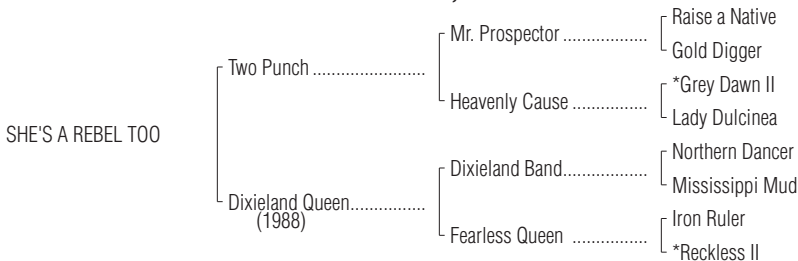 Raise a Native
Mr. Prospector ...................
Gold Digger
Two Punch .........................
*Grey Dawn II
Heavenly Cause .................
Lady Dulcinea
SHE'S A REBEL TOO
Northern Dancer
Dixieland Band...................
Mississippi Mud
Dixieland Queen.................
(1988)
Iron Ruler
Fearless Queen .................
*Reckless II